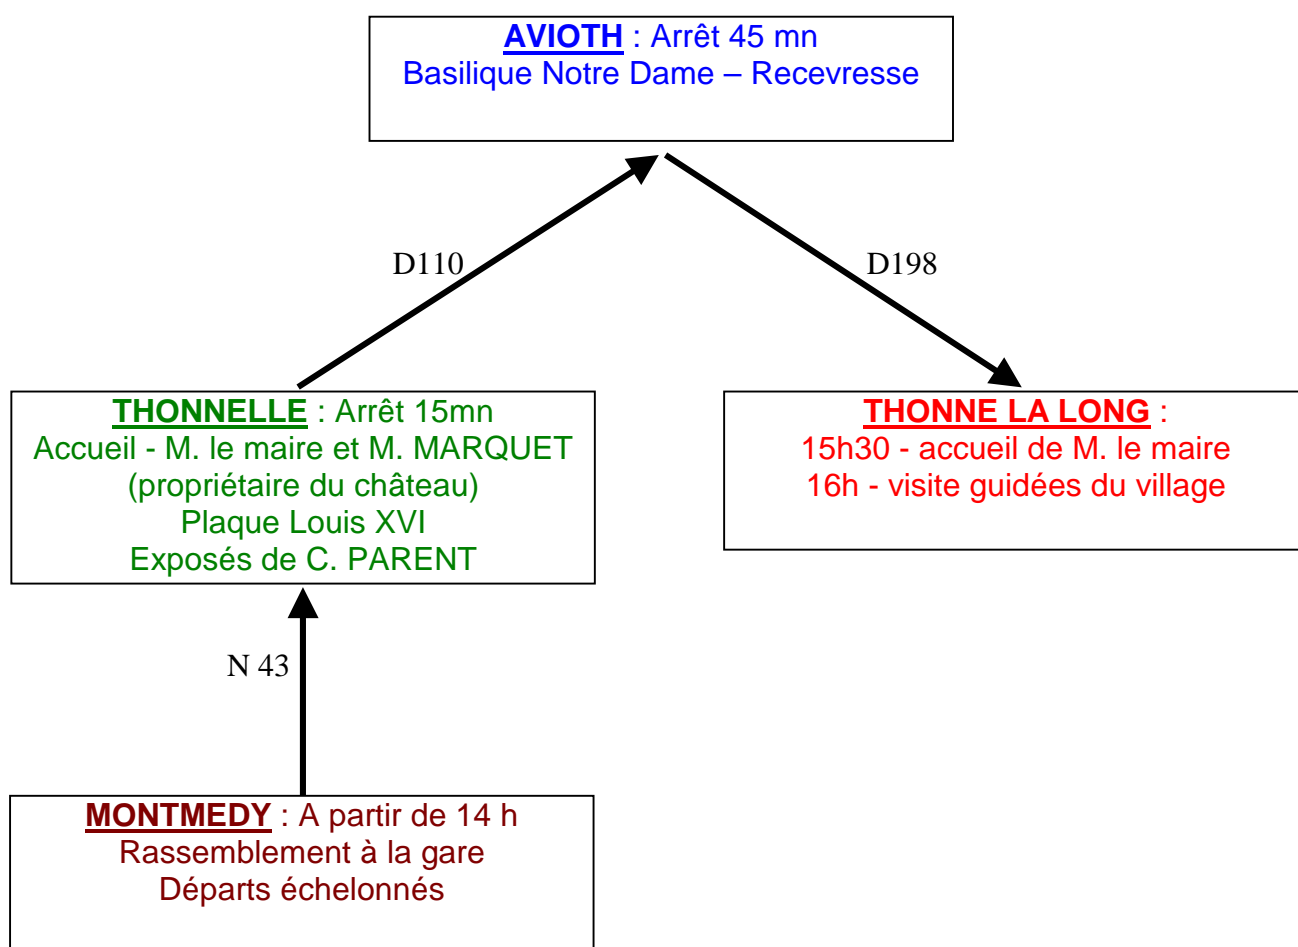 AVIOTH : Arrêt 45 mn
Basilique Notre Dame – Recevresse
D110
D198
THONNELLE : Arrêt 15mn
Accueil - M. le maire et M. MARQUET
(propriétaire du château)
Plaque Louis XVI
Exposés de C. PARENT
THONNE LA LONG :
15h30 - accueil de M. le maire
16h - visite guidées du village
N 43
MONTMEDY : A partir de 14 h
Rassemblement à la gare
Départs échelonnés